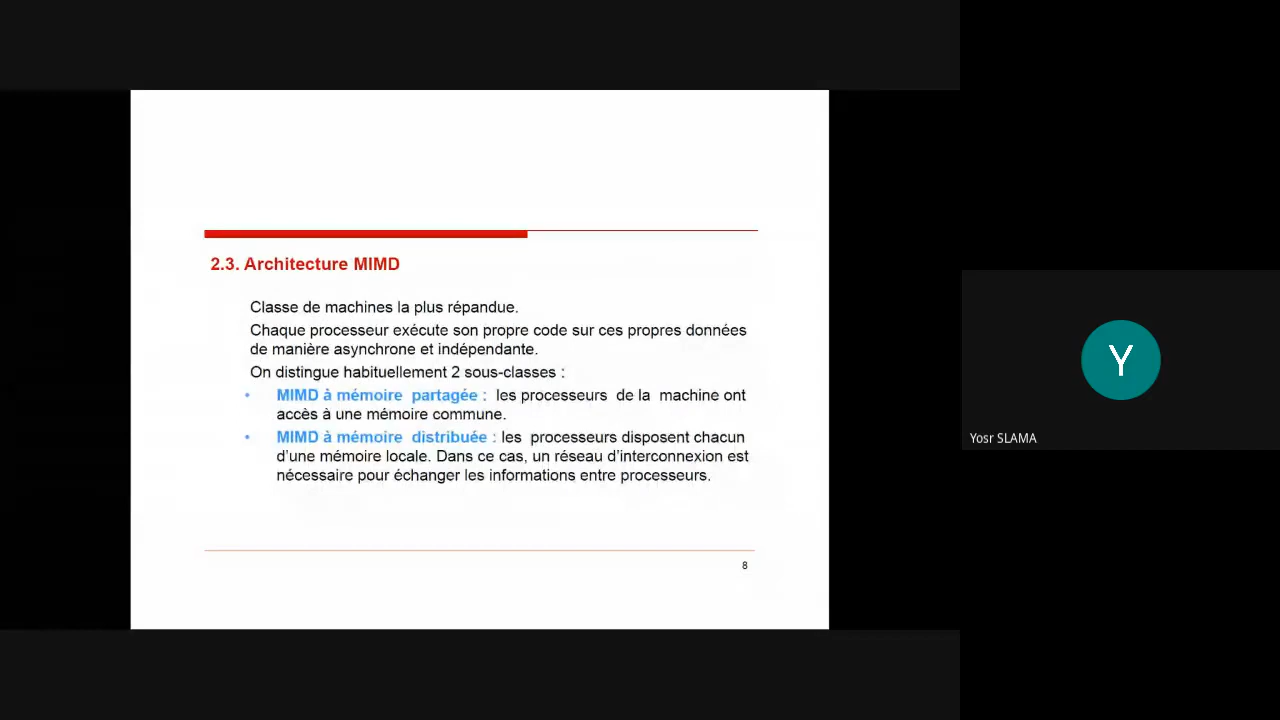 2.3. Architecture MIMD
Classe de machines la plus répandue.
Chaque processeur exécute son propre code sur ces propres données
de manière asynchrone et indépendante.
On distingue habituellement 2 sous-classes :
• MIMD à mémoire partagée : les processeurs de la machine ont
accès à une mémoire commune.
• MIMD à mémoire distribuée : les processeurs disposent chacun
d'une mémoire locale. Dans ce cas, un réseau d'interconnexion est
nécessaire pour échanger les informations entre processeurs.
8
Y
Yosr SLAMA